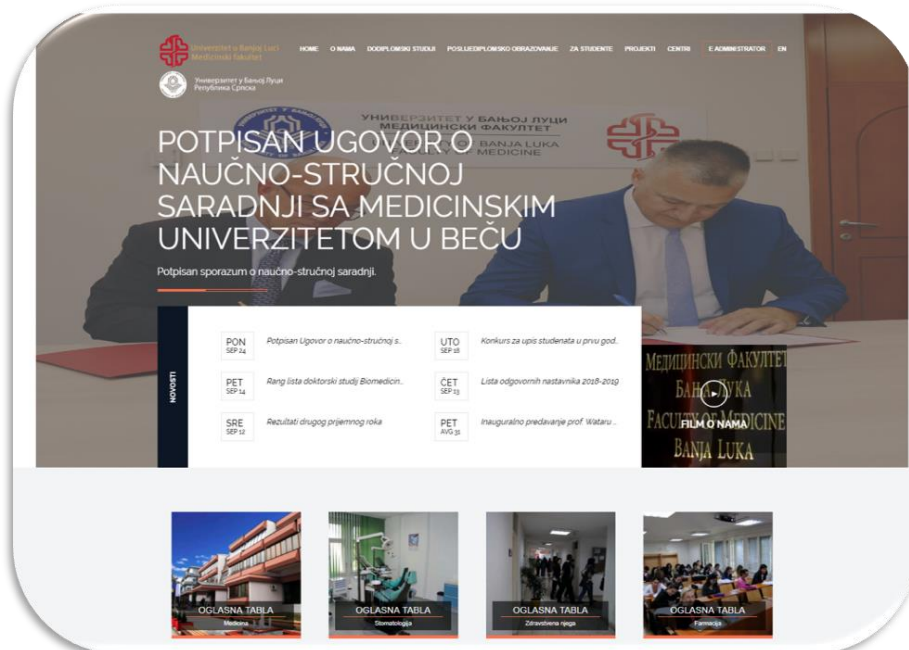 Univerzitet u Banjoj Luci
Medicinski fakultet
HOME O NAMA DODIPLOMSKI STUDIJI POSLIJEDIPLOMSKO OBRAZOVANJE ZA STUDENTE PROJEKTI CENTRI E ADMINISTRATOR EN
Универзитет у Бањој Луци
Република Српска
УНИВЕРЗИТЕТ У БАЊОЈ ЛУЦИ
МЕДИЦИНСКИ ФАКУЛТЕТ
UNIVERSITY OF BANJA LUKA
FACULTY OF MEDICINE
POTPISAN UGOVOR O
NAUČNO-STRUČNOJ
SARADNJI SA MEDICINSKIM
UNIVERZITETOM U BEČU
Potpisan sporazum o naučno-stručnoj saradnji.
NOVOSTI
PON
SEP 24
Potpisan Ugovor o naučno-stručnoj s..
UTO
SEP 18
Konkurs za upis studenata u prvu god..
PET
SEP 14
Rang lista doktorski studij Biomedicin..
ČET
SEP 13
Lista odgovornih nastavnika 2018-2019
SRE
SEP 12
Rezultati drugog prijemnog roka
PET
AVG 31
Inauguralno predavanje prof. Wataru ..
МЕДИЦИНСКИ ФАКУЛТЕТ
БАЊА ЛУКА
FACULTY OF MEDICINE
BANJA LUKA
FILM O NAMA
OGLASNA TABLA
Medicina
OGLASNA TABLA
Stomatologija
OGLASNA TABLA
Zdravstvena njega
OGLASNA TABLA
Farmacija